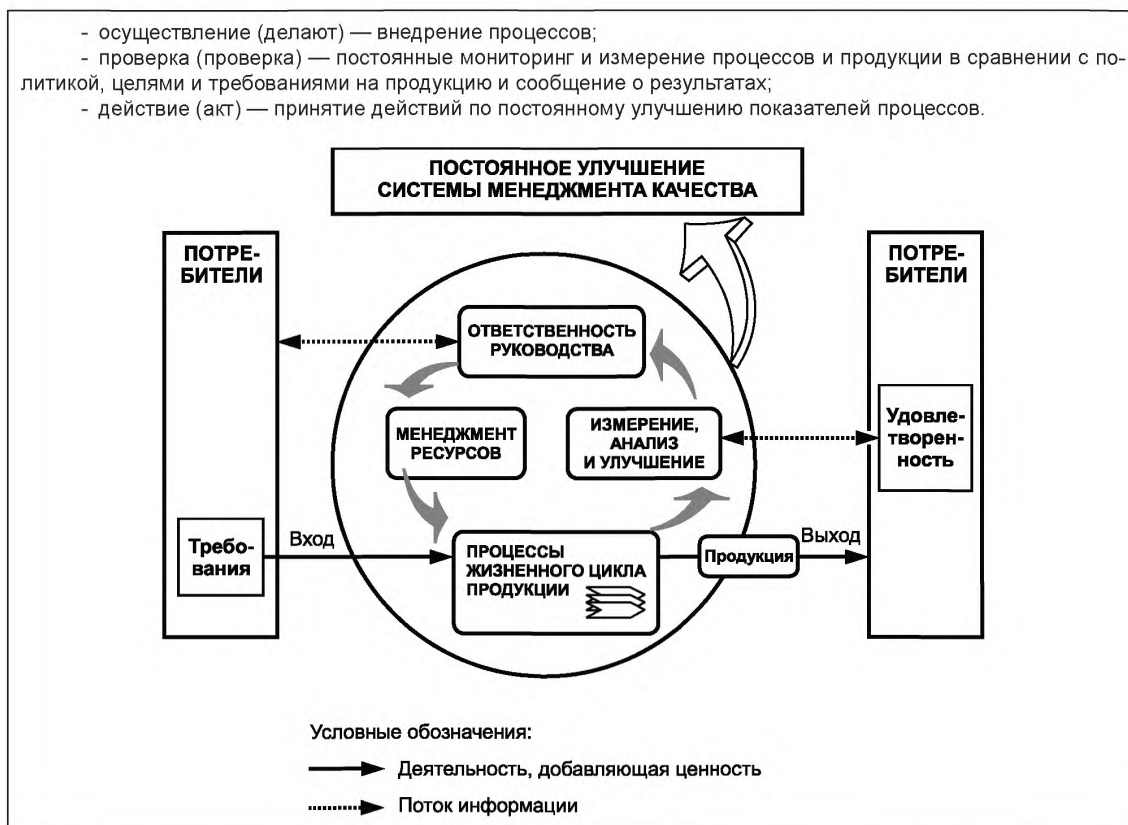 - осуществление (делают) — внедрение процессов;
- проверка (проверка) — постоянные мониторинг и измерение процессов и продукции в сравнении с по-
литикой, целями и требованиями на продукцию и сообщение о результатах;
- действие (акт) — принятие действий по постоянному улучшению показателей процессов.
ПОСТОЯННОЕ УЛУЧШЕНИЕ
СИСТЕМЫ МЕНЕДЖМЕНТА КАЧЕСТВА
ПОТРЕ-
БИТЕЛИ
ПОТРЕ-
БИТЕЛИ
ОТВЕТСТВЕННОСТЬ
РУКОВОДСТВА
МЕНЕДЖМЕНТ
РЕСУРСОВ
ИЗМЕРЕНИЕ,
АНАЛИЗ
И УЛУЧШЕНИЕ
Удовле-
творен-
ность
Требо-
вания
Вход
ПРОЦЕССЫ
ЖИЗНЕННОГО ЦИКЛА
ПРОДУКЦИИ
Продукция
Выход
Условные обозначения:
Деятельность, добавляющая ценность
Поток информации